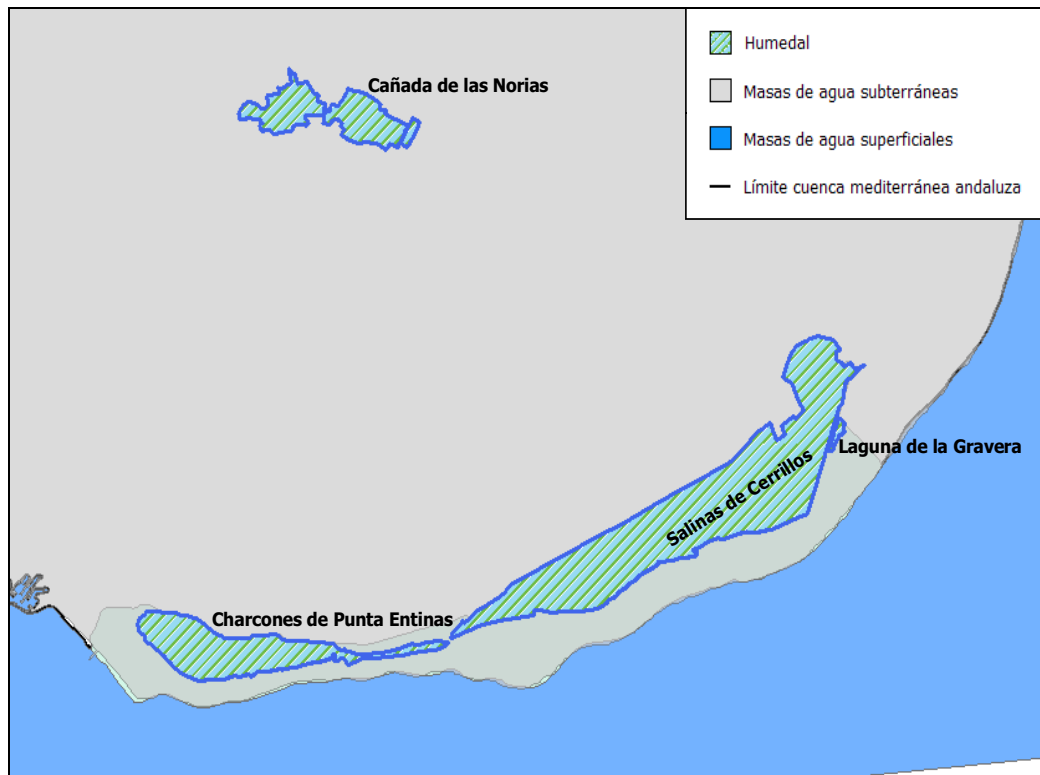 Humedal
Cañada de las Norias
Masas de agua subterráneas
Masas de agua superficiales
Límite cuenca mediterránea andaluza
Laguna de la Gravera
Salinas de Cerrillos
Charcones de Punta Entinas